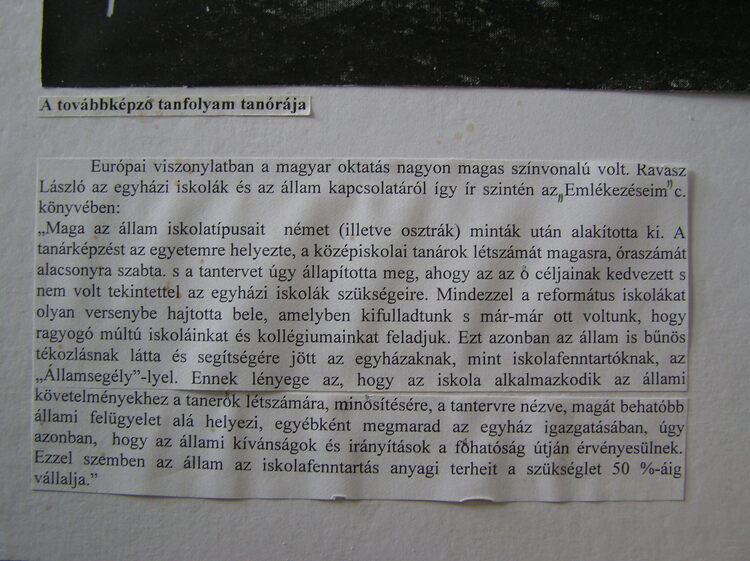 A továbbképző tanfolyam tanórája
Európai viszonylatban a magyar oktatás nagyon magas színvonalú volt. Ravasz
László az egyházi iskolák és az állam kapcsolatáról így ír szintén az „Emlékezéseim” c.
könyvében:
„Maga az állam iskolatípusait német (illetve osztrák) minták után alakította ki. A
tanárképzést az egyetemre helyezte, a középiskolai tanárok létszámát magasra, óraszámát
alacsonyra szabta. s a tantervet úgy állapította meg, ahogy az az ő céljainak kedvezett s
nem volt tekintettel az egyházi iskolák szükségeire. Mindezzel a református iskolákat
olyan versenybe hajtotta bele, amelyben kifulladtunk s már-már ott voltunk, hogy
ragyogó múltú iskoláinkat és kollégiumainkat feladjuk. Ezt azonban az állam is bűnös
tékozlásnak látta és segítségére jött az egyházaknak, mint iskolafenntartóknak, az
„Államsegély”-lyel. Ennek lényege az, hogy az iskola alkalmazkodik az állami
követelményekhez a tanerők létszámára, minősítésére, a tantervre nézve, magát behatóbb
állami felügyelet alá helyezi, egyébként megmarad az egyház igazgatásában, úgy
azonban, hogy az állami kívánságok és irányítások a főhatóság útján érvényesülnek.
Ezzel szemben az állam az iskolafenntartás anyagi terheit a szükséglet 50 %-áig
vállalja.”